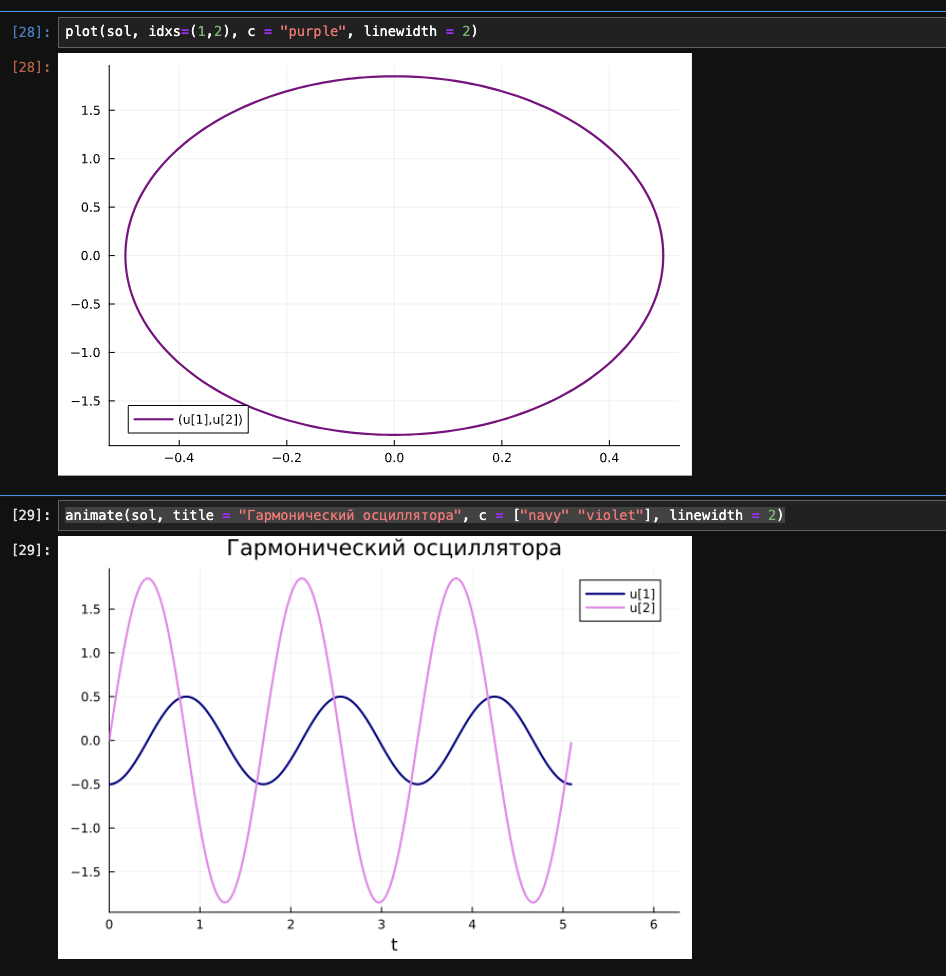 [28]: plot(sol, idxs=(1,2), c = "purple", linewidth = 2)
[28]:
1.5
1.0
0.5
0.0
−0.5
−1.0
−1.5
(u[1],u[2])
−0.4 −0.2 0.0 0.2 0.4
[29]: animate(sol, title = "Гармонический осциллятора", c = ["navy" "violet"], linewidth = 2)
[29]:
Гармонический осциллятора
u[1]
u[2]
1.5
1.0
0.5
0.0
−0.5
−1.0
−1.5
0 1 2 3 4 5 6
t